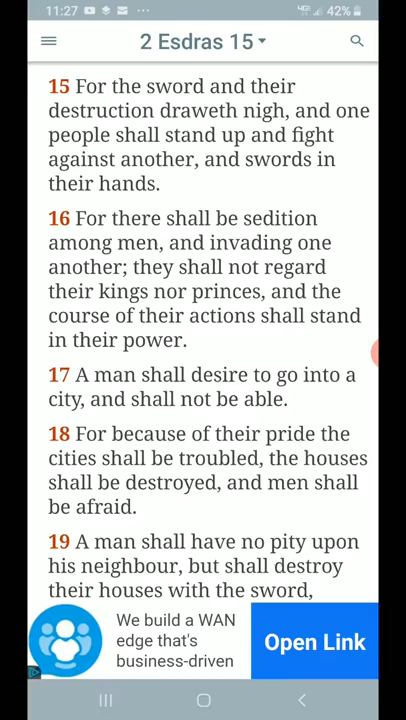 11:27 ... 42%
2 Esdras 15
15 For the sword and their
destruction draweth nigh, and one
people shall stand up and fight
against another, and swords in
their hands.
16 For there shall be sedition
among men, and invading one
another; they shall not regard
their kings nor princes, and the
course of their actions shall stand
in their power.
17 A man shall desire to go into a
city, and shall not be able.
18 For because of their pride the
cities shall be troubled, the houses
shall be destroyed, and men shall
be afraid.
19 A man shall have no pity upon
his neighbour, but shall destroy
their houses with the sword,
We build a WAN
edge that's
business-driven
Open Link